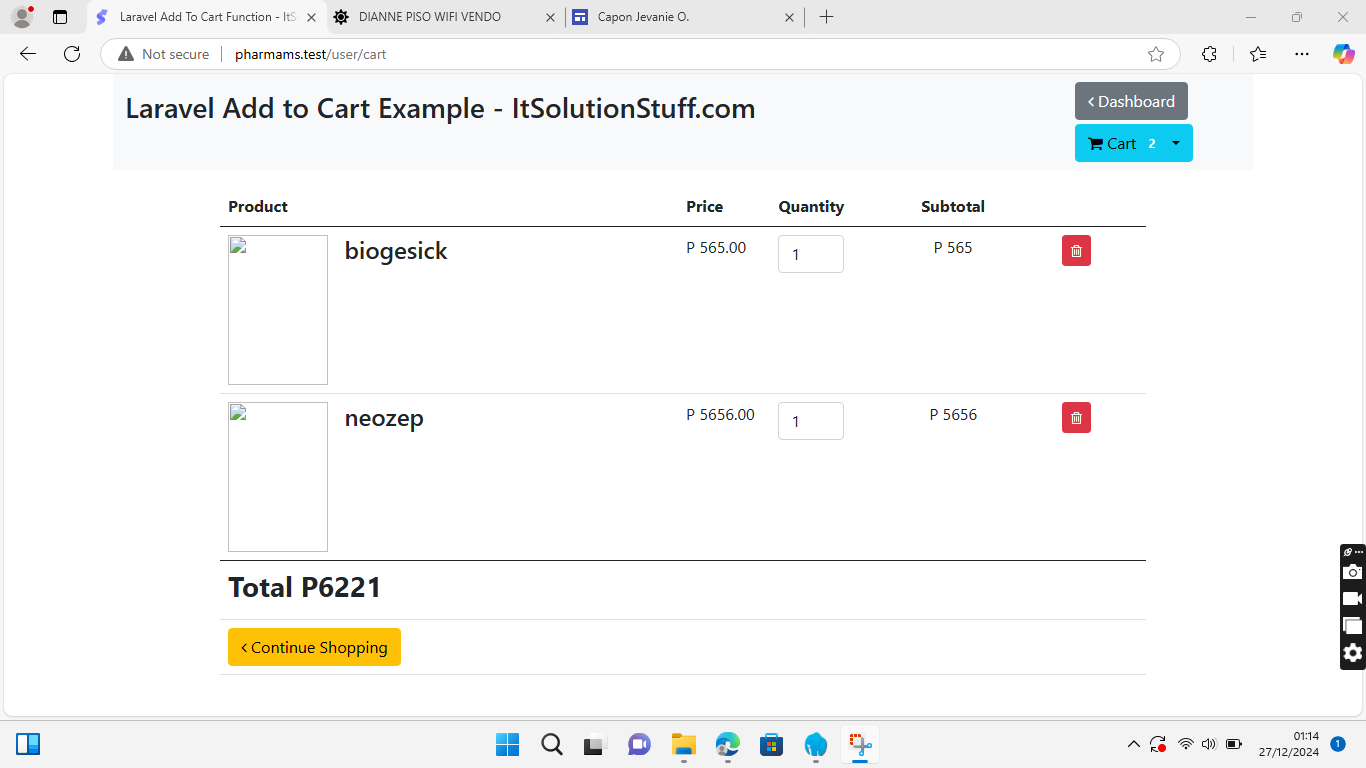 Laravel Add To Cart Function - ItS
DIANNE PISO WIFI VENDO
Capon Jevanie O.
Not secure
pharmams.test/user/cart
Laravel Add to Cart Example - ItSolutionStuff.com
Dashboard
Cart 2
Product Price Quantity Subtotal
biogesick P 565.00 1 P 565
neozep P 5656.00 1 P 5656
Total P6221
Continue Shopping
01:14
27/12/2024
1